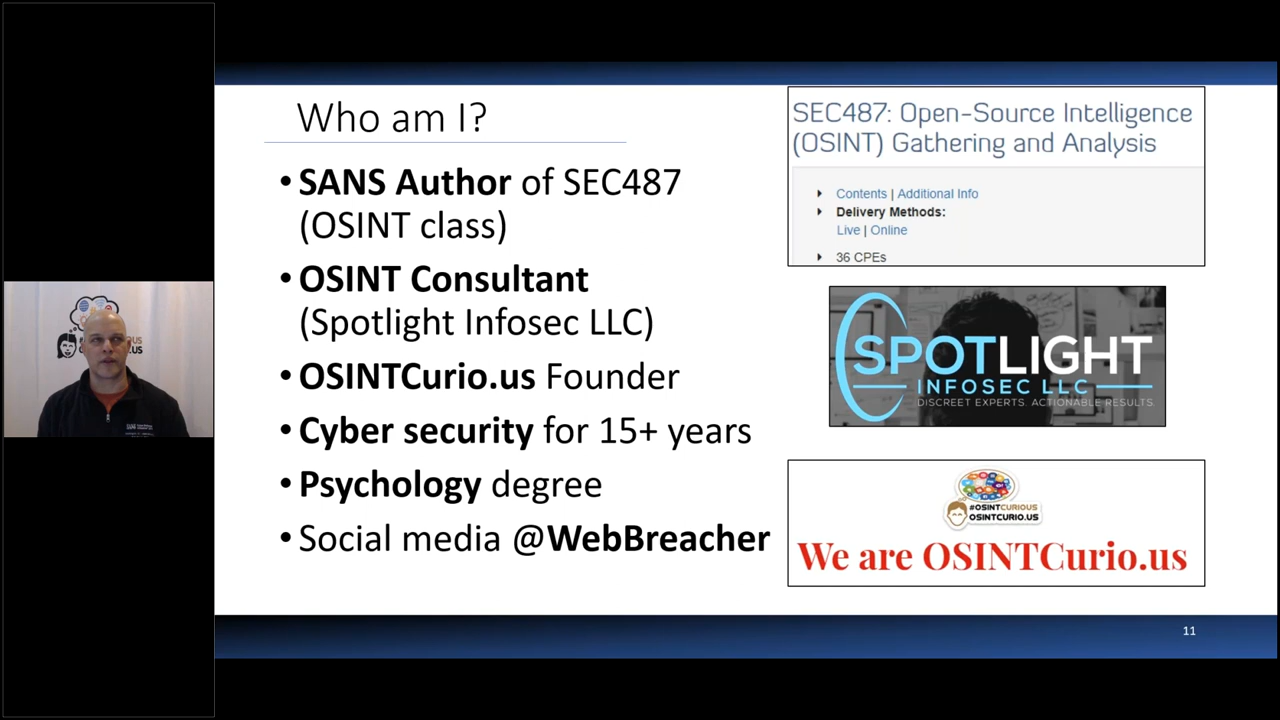 Who am I?
• SANS Author of SEC487
(OSINT class)
• OSINT Consultant
(Spotlight Infosec LLC)
• OSINTCurio.us Founder
• Cyber security for 15+ years
• Psychology degree
• Social media @WebBreacher
SEC487: Open-Source Intelligence
(OSINT) Gathering and Analysis
Contents | Additional Info
Delivery Methods:
Live | Online
36 CPEs
SPOTLIGHT
INFOSEC LLC
DISCREET EXPERTS. ACTIONABLE RESULTS.
#OSINTCURIOUS
OSINTCURIO.US
We are OSINTCurio.us
11
SANS